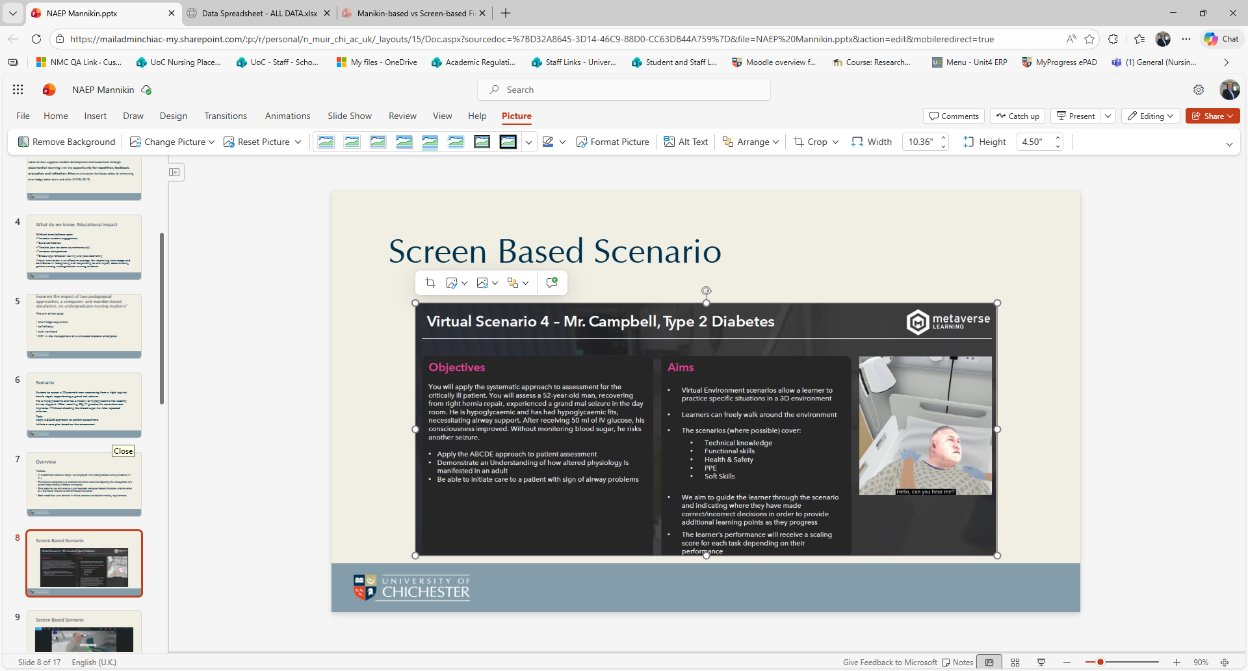 NAEP Mannikin.pptx
Data Spreadsheet - ALL DATA.xlsx
Manikin-based vs Screen-based Fi
https://mailadminchiac-my.sharepoint.com/:p:/r/personal/n_muir_chi_ac_uk/_layouts/15/Doc.aspx?sourcedoc=%7BD32A8645-3D14-46C9-88D0-CC63DB44A759%7D&file=NAEP%20Mannikin.pptx&action=edit&mobileredirect=true
Chat
NMC QA Link - Cus...
UoC Nursing Place...
UoC - Staff - Scho...
My files - OneDrive
Academic Regulati...
Staff Links - Univer...
Student and Staff L...
Moodle overview f...
Course: Research...
Menu - Unit4 ERP
MyProgress ePAD
(1) General (Nursin...
NAEP Mannikin
Search
File Home Insert Draw Design Transitions Animations Slide Show Review View Help Picture
Comments Catch up Present Editing Share
Remove Background Change Picture Reset Picture Format Picture Alt Text Arrange Crop Width 10.36" Height 4.50"
4
What do we know: Educational Impact
5
6
Scenario
7
Overview
Close
8
Screen Based Scenario
9
Screen Based Scenario
Screen Based Scenario
Virtual Scenario 4 – Mr. Campbell, Type 2 Diabetes
metaverse
LEARNING
Objectives
You will apply the systematic approach to assessment for the
critically ill patient. You will assess a 52-year-old man, recovering
from right hernia repair, experienced a grand mal seizure in the day
room. He is hypoglycaemic and has had hypoglycaemic fits,
necessitating airway support. After receiving 50 ml of IV glucose, his
consciousness improved. Without monitoring blood sugar, he risks
another seizure.
• Apply the ABCDE approach to patient assessment
• Demonstrate an Understanding of how altered physiology is
manifested in an adult
• Be able to initiate care to a patient with sign of airway problems
Aims
• Virtual Environment scenarios allow a learner to
practice specific situations in a 3D environment
• Learners can freely walk around the environment
• The scenarios (where possible) cover:
• Technical knowledge
• Functional skills
• Health & Safety
• PPE
• Soft Skills
• We aim to guide the learner through the scenario
and indicating where they have made
correct/incorrect decisions in order to provide
additional learning points as they progress
• The learner's performance will receive a scaling
score for each task depending on their
performance
Hello, can you hear me?
UNIVERSITY OF
CHICHESTER
Slide 8 of 17 English (U.K.)
Give Feedback to Microsoft Notes 90%